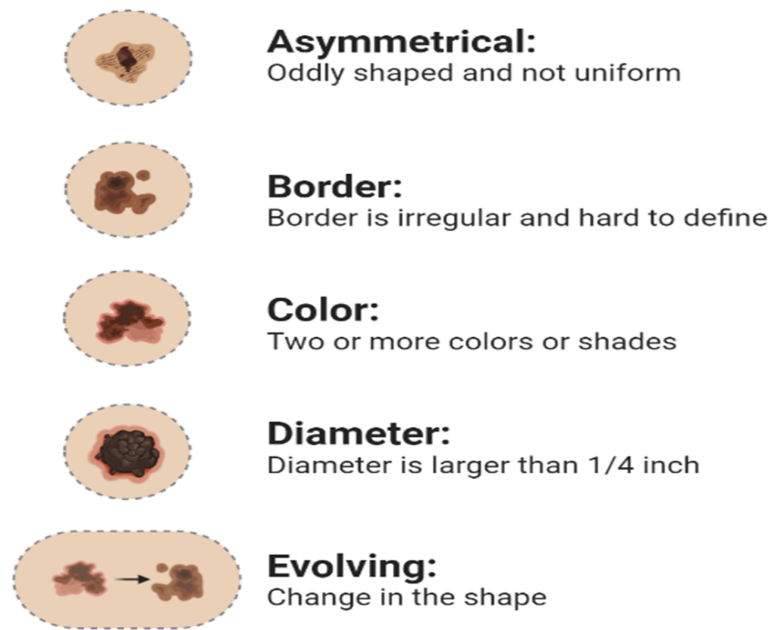 Asymmetrical:
Oddly shaped and not uniform
Border:
Border is irregular and hard to define
Color:
Two or more colors or shades
Diameter:
Diameter is larger than 1/4 inch
Evolving:
Change in the shape